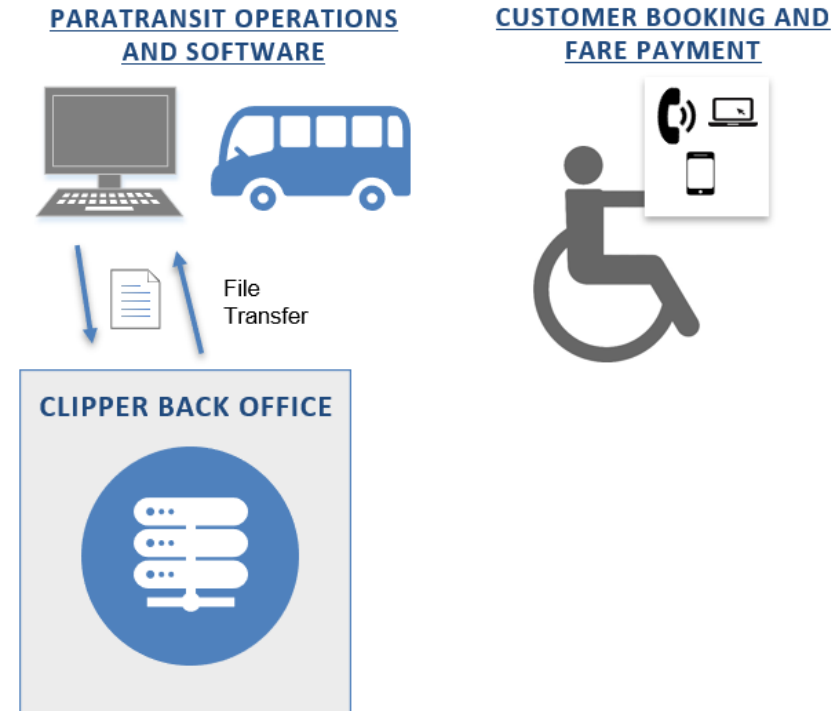 PARATRANSIT OPERATIONS
AND SOFTWARE
CUSTOMER BOOKING AND
FARE PAYMENT
File
Transfer
CLIPPER BACK OFFICE